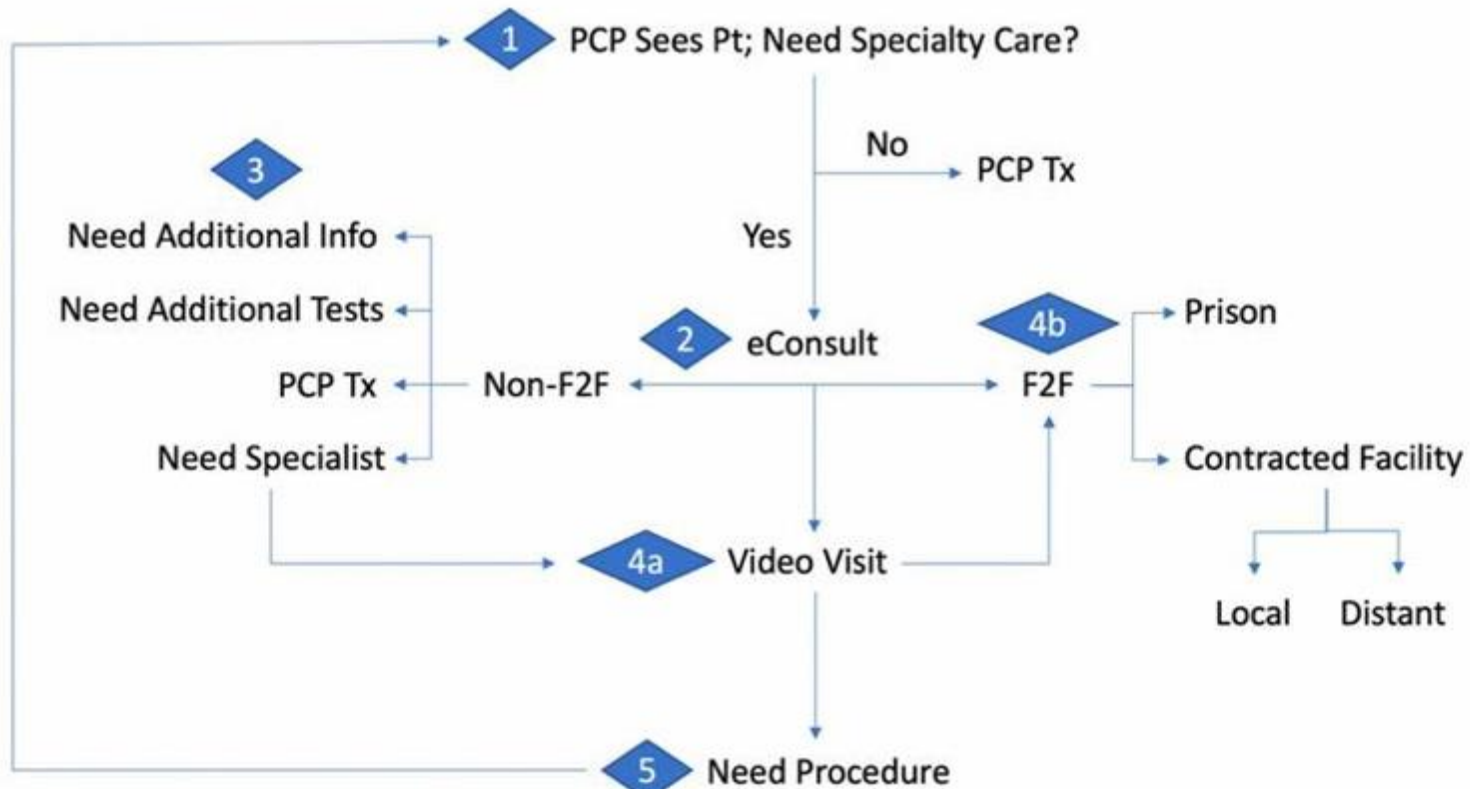 1 PCP Sees Pt; Need Specialty Care?
No
PCP Tx
3
Need Additional Info
Yes
Need Additional Tests
4b
Prison
2 eConsult
PCP Tx
Non-F2F
F2F
Need Specialist
Contracted Facility
4a Video Visit
Local
Distant
5 Need Procedure